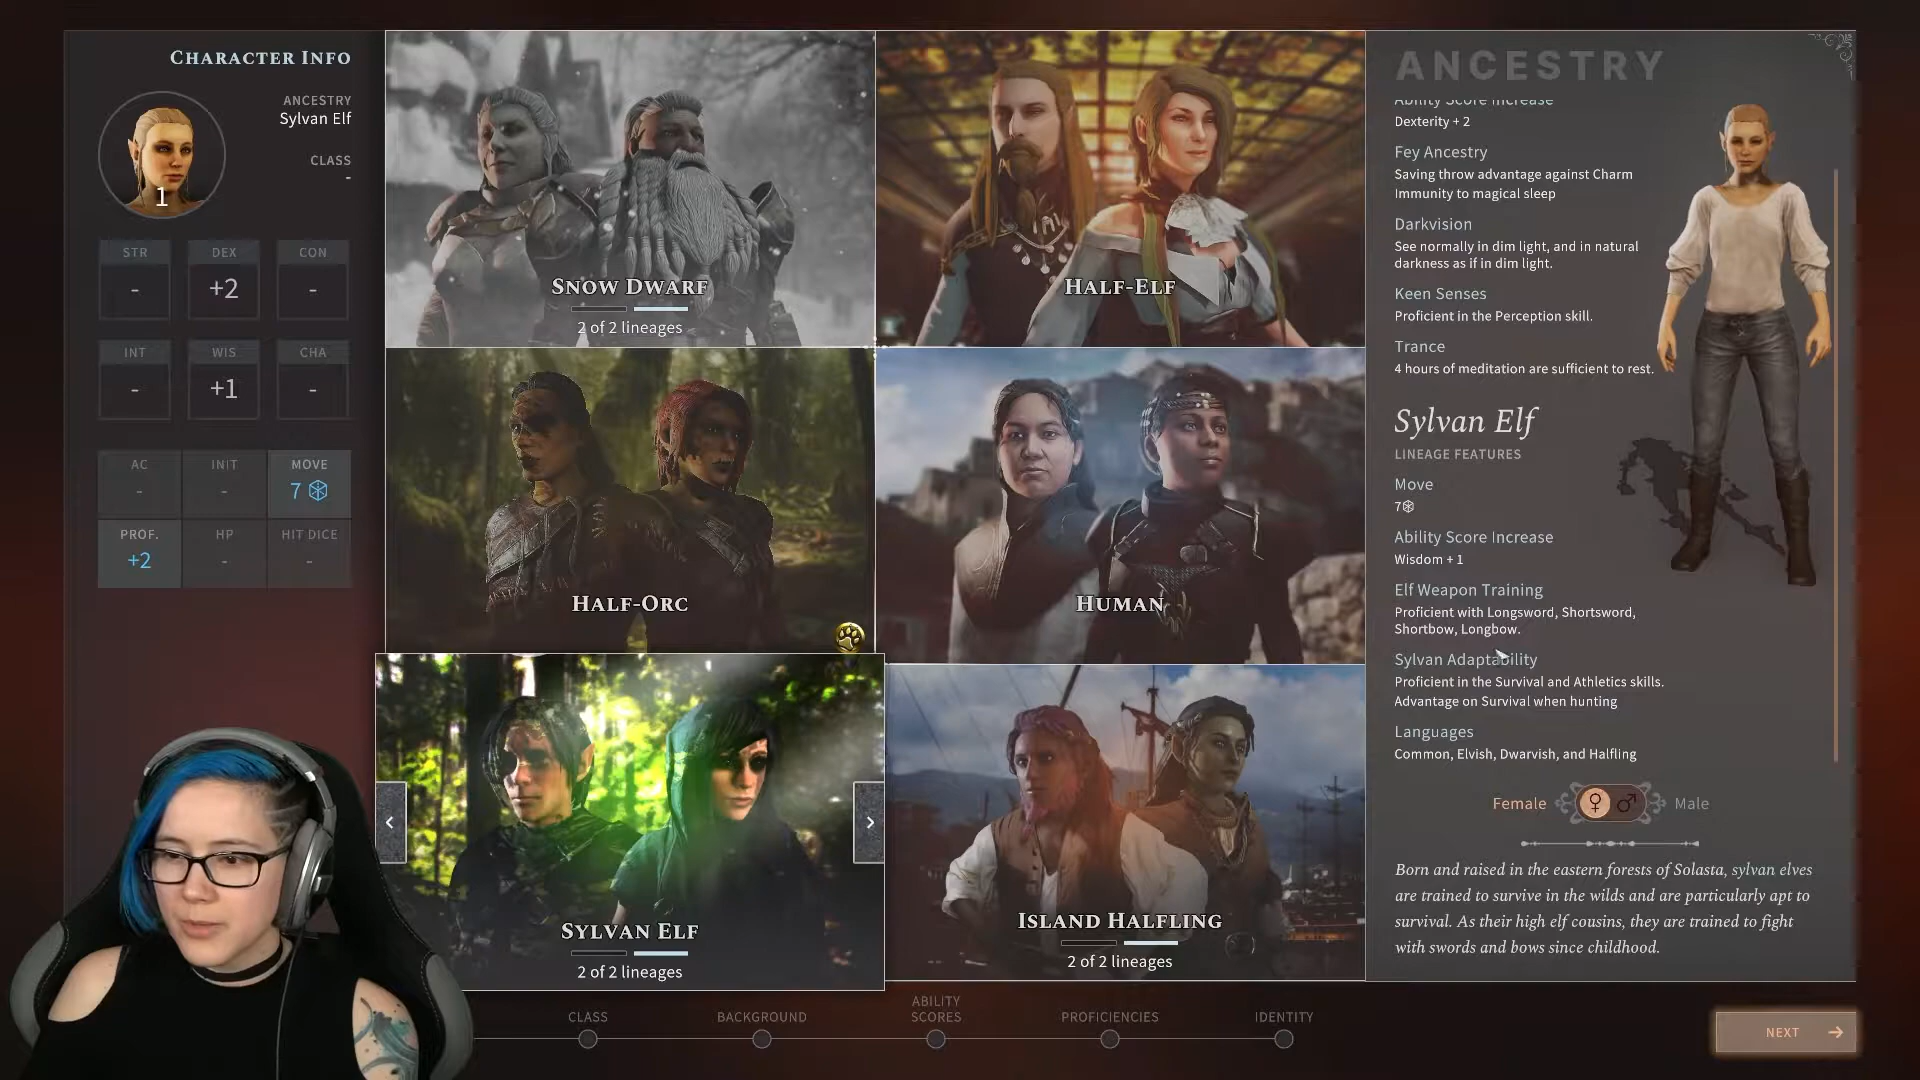 CHARACTER INFO
ANCESTRY
Sylvan Elf
CLASS
-
1
STR
DEX
CON
-
+2
-
INT
WIS
CHA
-
+1
-
AC
INIT
MOVE
-
-
7
PROF.
HP
HIT DICE
+2
-
-
SNOW DWARF
2 of 2 lineages
HALF-ELF
HALF-ORC
HUMAN
SYLVAN ELF
2 of 2 lineages
ISLAND HALFLING
2 of 2 lineages
ANCESTRY
Ability Score Increase
Dexterity + 2
Fey Ancestry
Saving throw advantage against Charm
Immunity to magical sleep
Darkvision
See normally in dim light, and in natural
darkness as if in dim light.
Keen Senses
Proficient in the Perception skill.
Trance
4 hours of meditation are sufficient to rest.
Sylvan Elf
LINEAGE FEATURES
Move
7
Ability Score Increase
Wisdom + 1
Elf Weapon Training
Proficient with Longsword, Shortsword,
Shortbow, Longbow.
Sylvan Adaptability
Proficient in the Survival and Athletics skills.
Advantage on Survival when hunting
Languages
Common, Elvish, Dwarvish, and Halfling
Female
Male
Born and raised in the eastern forests of Solasta, sylvan elves
are trained to survive in the wilds and are particularly apt to
survival. As their high elf cousins, they are trained to fight
with swords and bows since childhood.
CLASS
BACKGROUND
ABILITY
SCORES
PROFICIENCIES
IDENTITY
NEXT